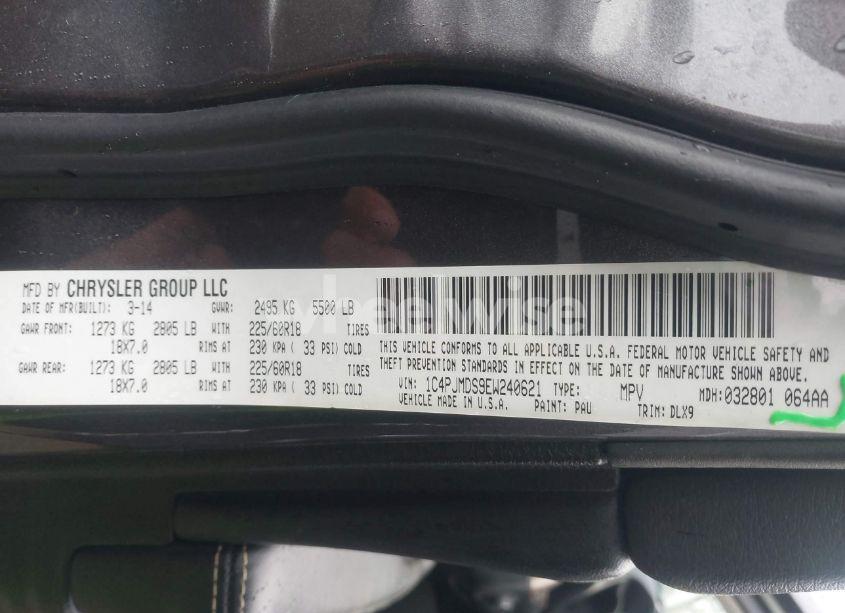 MFD BY CHRYSLER GROUP LLC
DATE OF MFR(BUILT): 3-14 GVWR: 2495 KG 5500 LB
GAWR FRONT: 1273 KG 2805 LB WITH 225/60R18 TIRES
18X7.0 RIMS AT 230 KPA ( 33 PSI) COLD
GAWR REAR: 1273 KG 2805 LB WITH 225/60R18 TIRES
18X7.0 RIMS AT 230 KPA ( 33 PSI) COLD
THIS VEHICLE CONFORMS TO ALL APPLICABLE U.S.A. FEDERAL MOTOR VEHICLE SAFETY AND
THEFT PREVENTION STANDARDS IN EFFECT ON THE DATE OF MANUFACTURE SHOWN ABOVE.
VIN: 1C4PJMDS9EW240621 TYPE: MPV MDH: 032801 064AA
VEHICLE MADE IN U.S.A. PAINT: PAU TRIM: DLX9